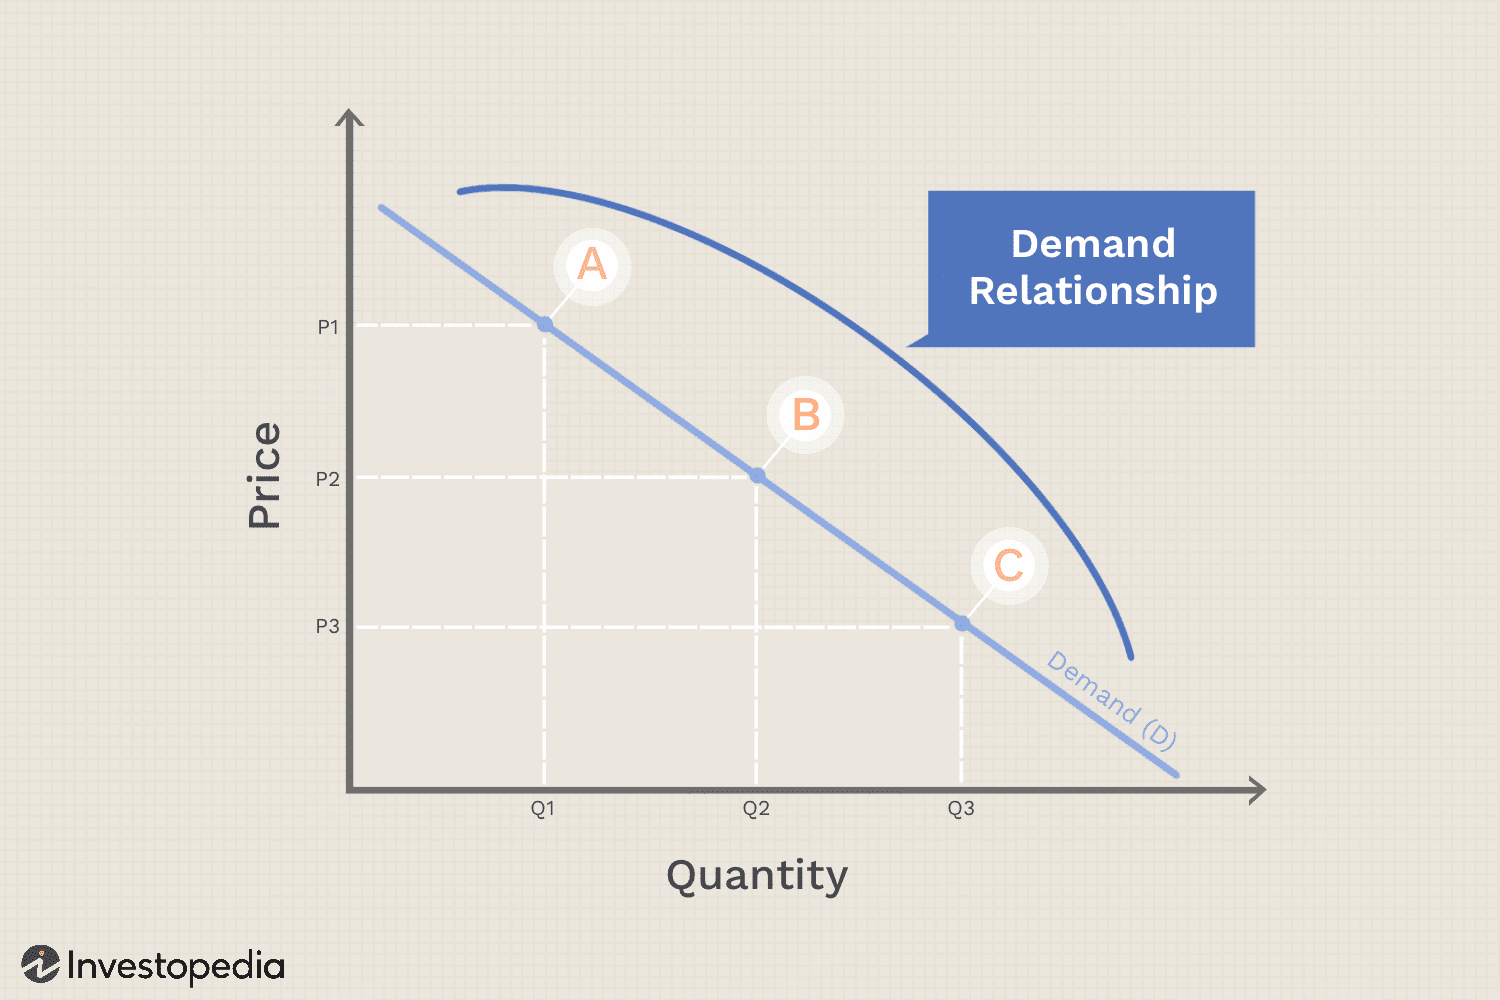 Demand
Relationship
A
P1
B
Price
P2
C
P3
Demand (D)
Q1
Q2
Q3
Quantity
Investopedia